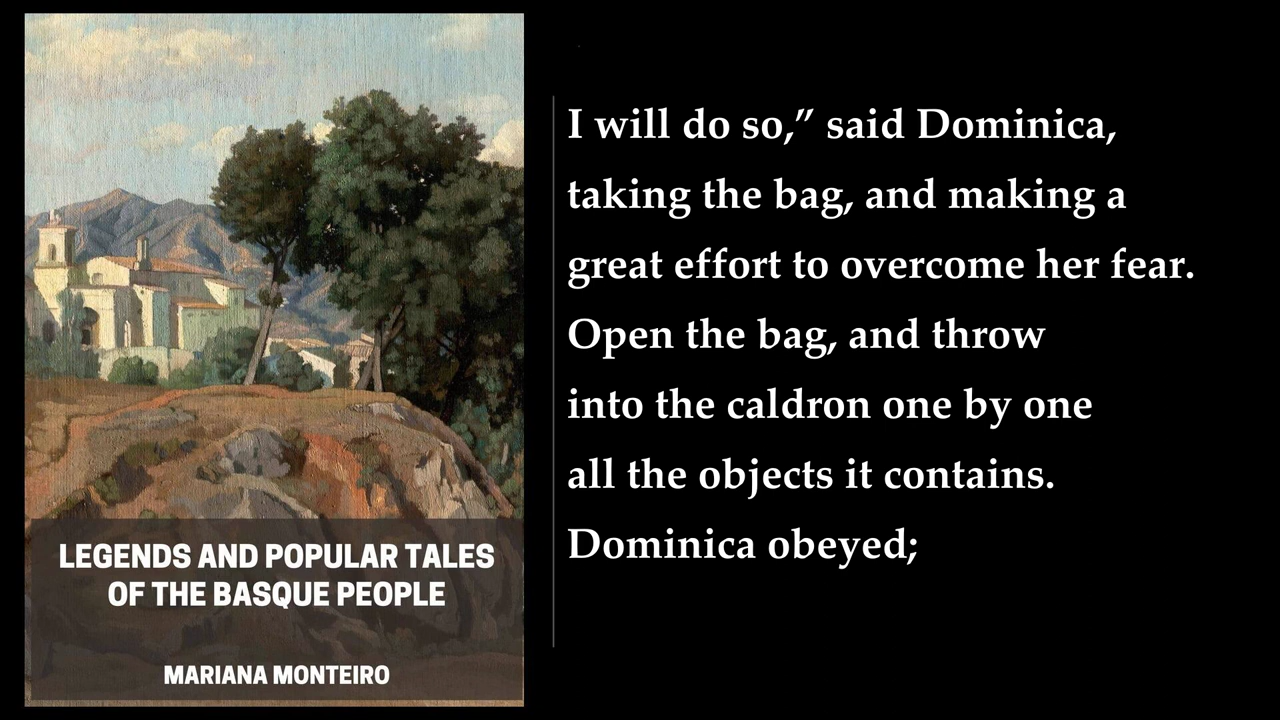 LEGENDS AND POPULAR TALES
OF THE BASQUE PEOPLE
MARIANA MONTEIRO
I will do so,” said Dominica,
taking the bag, and making a
great effort to overcome her fear.
Open the bag, and throw
into the caldron one by one
all the objects it contains.
Dominica obeyed;